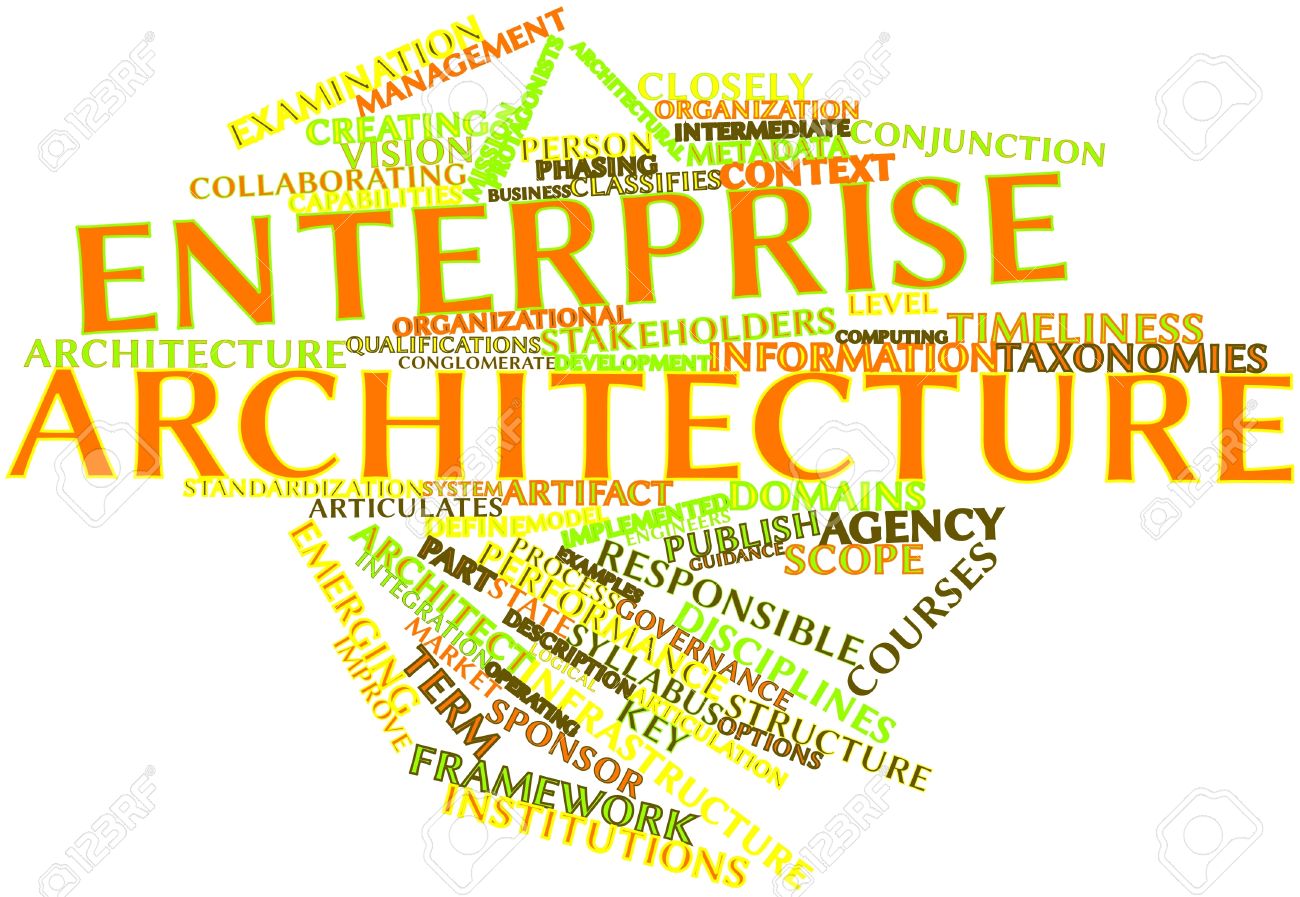 EXAMINATION
MANAGEMENT
PROTAGONISTS
ARCHITECTURAL
CLOSELY
ORGANIZATION
CREATING
MISSION
INTERMEDIATE
CONJUNCTION
VISION
PERSON
METADATA
PHASING
CONTEXT
COLLABORATING
CAPABILITIES
BUSINESS
CLASSIFIES
ENTERPRISE
LEVEL
ORGANIZATIONAL
STAKEHOLDERS
COMPUTING
TIMELINESS
ARCHITECTURE
QUALIFICATIONS
CONGLOMERATE
DEVELOPMENT
INFORMATION
TAXONOMIES
ARCHITECTURE
STANDARDIZATION
SYSTEM
ARTIFACT
DOMAINS
ARTICULATES
DEFINE
MODEL
IMPLEMENTED
ENGINEERS
PUBLISH
AGENCY
GUIDANCE
SCOPE
EMERGING
ARCHITECT
PART
PERFORMANCE
PROCESS
EXAMPLES
RESPONSIBLE
COURSES
INTEGRATION
STATE
GOVERNANCE
DISCIPLINES
DESCRIPTION
SYLLABUS
LOGICAL
MARKET
IMPROVE
TERM
OPERATING
INFRASTRUCTURE
KEY
ARTICULATION
OPTIONS
STRUCTURE
SPONSOR
FRAMEWORK
INSTITUTIONS
123RF